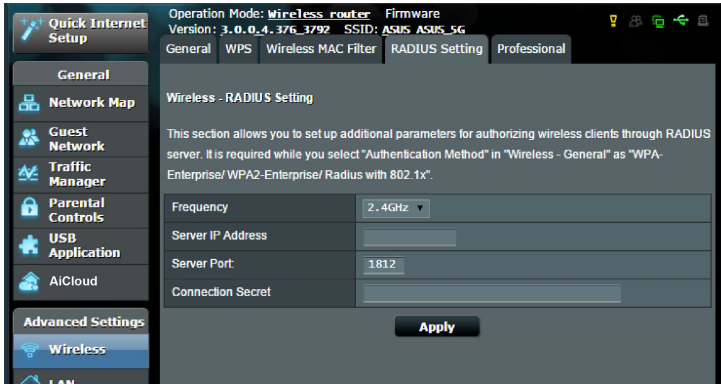 Quick Internet
Setup
Operation Mode: Wireless router Firmware
Version: 3.0.0.4.376_3792 SSID: ASUS ASUS_5G
General WPS Wireless MAC Filter RADIUS Setting Professional
General
Network Map
Guest
Network
Traffic
Manager
Parental
Controls
USB
Application
AiCloud
Advanced Settings
Wireless
LAN
Wireless - RADIUS Setting
This section allows you to set up additional parameters for authorizing wireless clients through RADIUS
server. It is required while you select "Authentication Method" in "Wireless - General" as "WPA-
Enterprise/ WPA2-Enterprise/ Radius with 802.1x".
Frequency 2.4GHz
Server IP Address
Server Port: 1812
Connection Secret
Apply